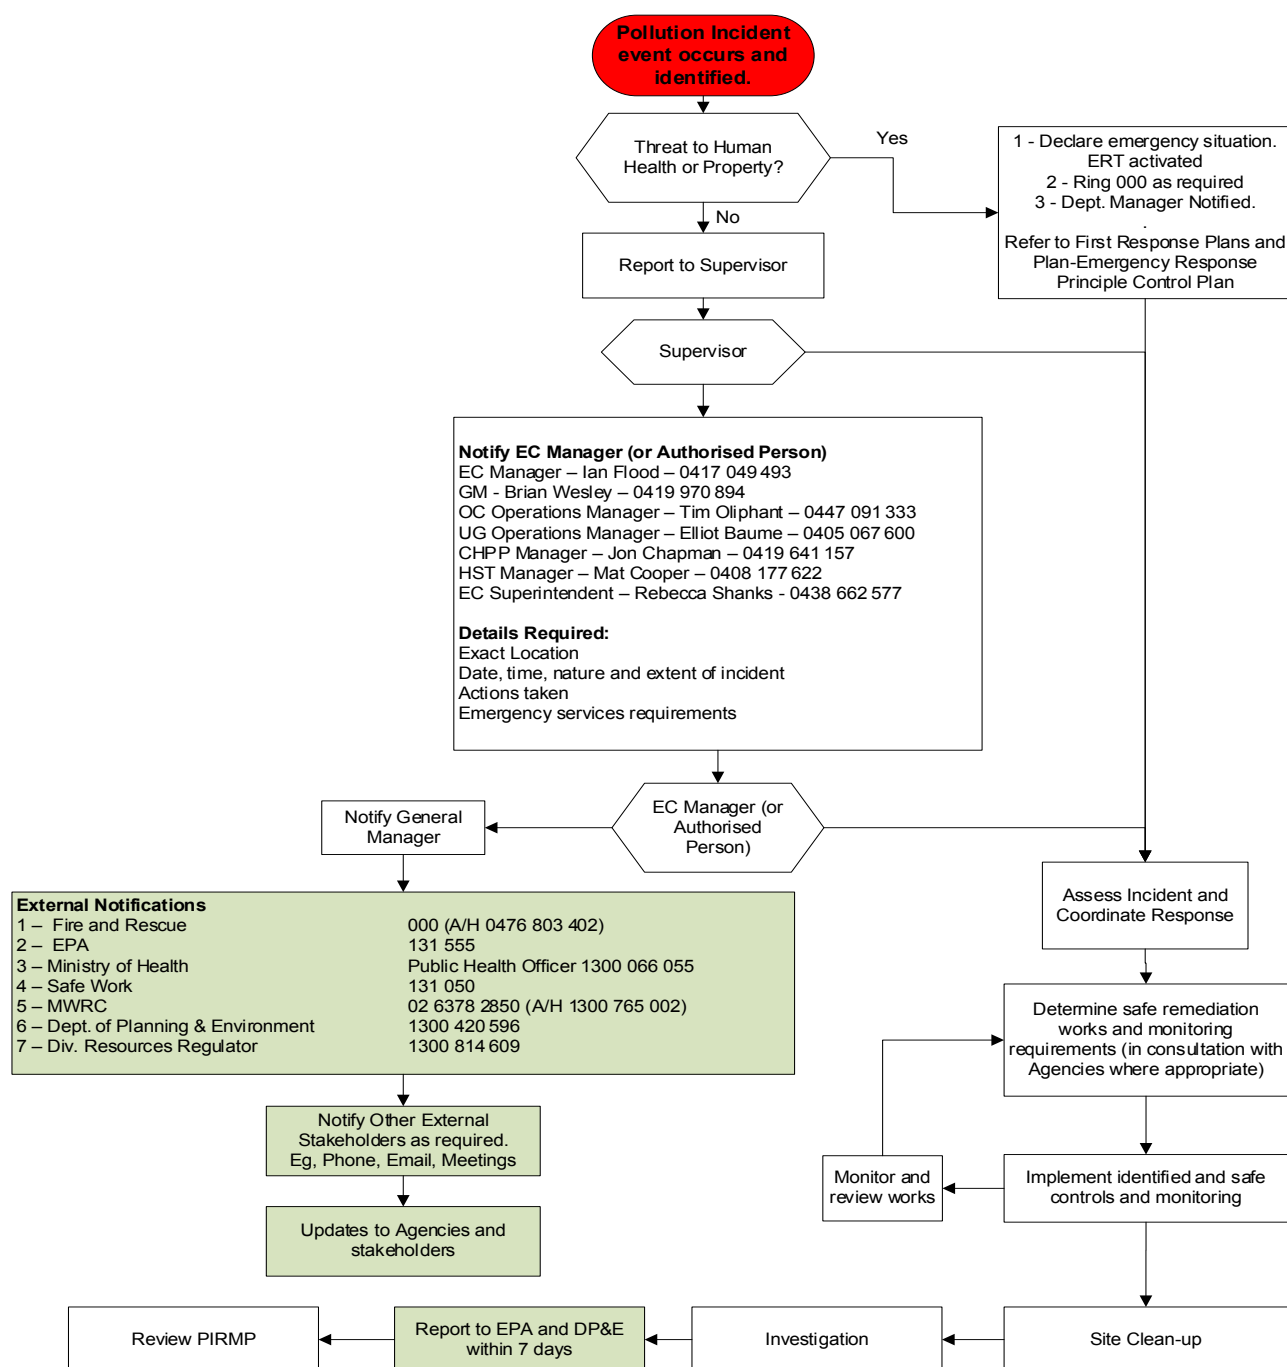 Pollution Incident
event occurs and
identified.
Threat to Human
Health or Property?
Yes
No
1 - Declare emergency situation.
ERT activated
2 - Ring 000 as required
3 - Dept. Manager Notified.
.
Refer to First Response Plans and
Plan-Emergency Response
Principle Control Plan
Report to Supervisor
Supervisor
Notify EC Manager (or Authorised Person)
EC Manager – Ian Flood – 0417 049 493
GM - Brian Wesley – 0419 970 894
OC Operations Manager – Tim Oliphant – 0447 091 333
UG Operations Manager – Elliot Baume – 0405 067 600
CHPP Manager – Jon Chapman – 0419 641 157
HST Manager – Mat Cooper – 0408 177 622
EC Superintendent – Rebecca Shanks - 0438 662 577
Details Required:
Exact Location
Date, time, nature and extent of incident
Actions taken
Emergency services requirements
EC Manager (or
Authorised
Person)
Notify General
Manager
External Notifications
1 – Fire and Rescue 000 (A/H 0476 803 402)
2 – EPA 131 555
3 – Ministry of Health Public Health Officer 1300 066 055
4 – Safe Work 131 050
5 – MWRC 02 6378 2850 (A/H 1300 765 002)
6 – Dept. of Planning & Environment 1300 420 596
7 – Div. Resources Regulator 1300 814 609
Notify Other External
Stakeholders as required.
Eg, Phone, Email, Meetings
Updates to Agencies and
stakeholders
Assess Incident and
Coordinate Response
Determine safe remediation
works and monitoring
requirements (in consultation with
Agencies where appropriate)
Monitor and
review works
Implement identified and safe
controls and monitoring
Site Clean-up
Investigation
Report to EPA and DP&E
within 7 days
Review PIRMP